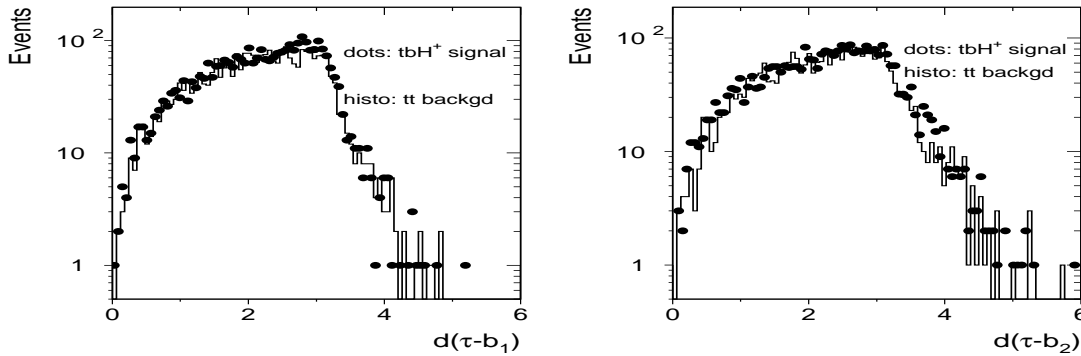 Events
10²
10
1
dots: tbH⁺ signal
histo: tt backgd
0 2 4 6
d(τ-b₁)
Events
10²
10
1
dots: tbH⁺ signal
histo: tt backgd
0 2 4 6
d(τ-b₂)